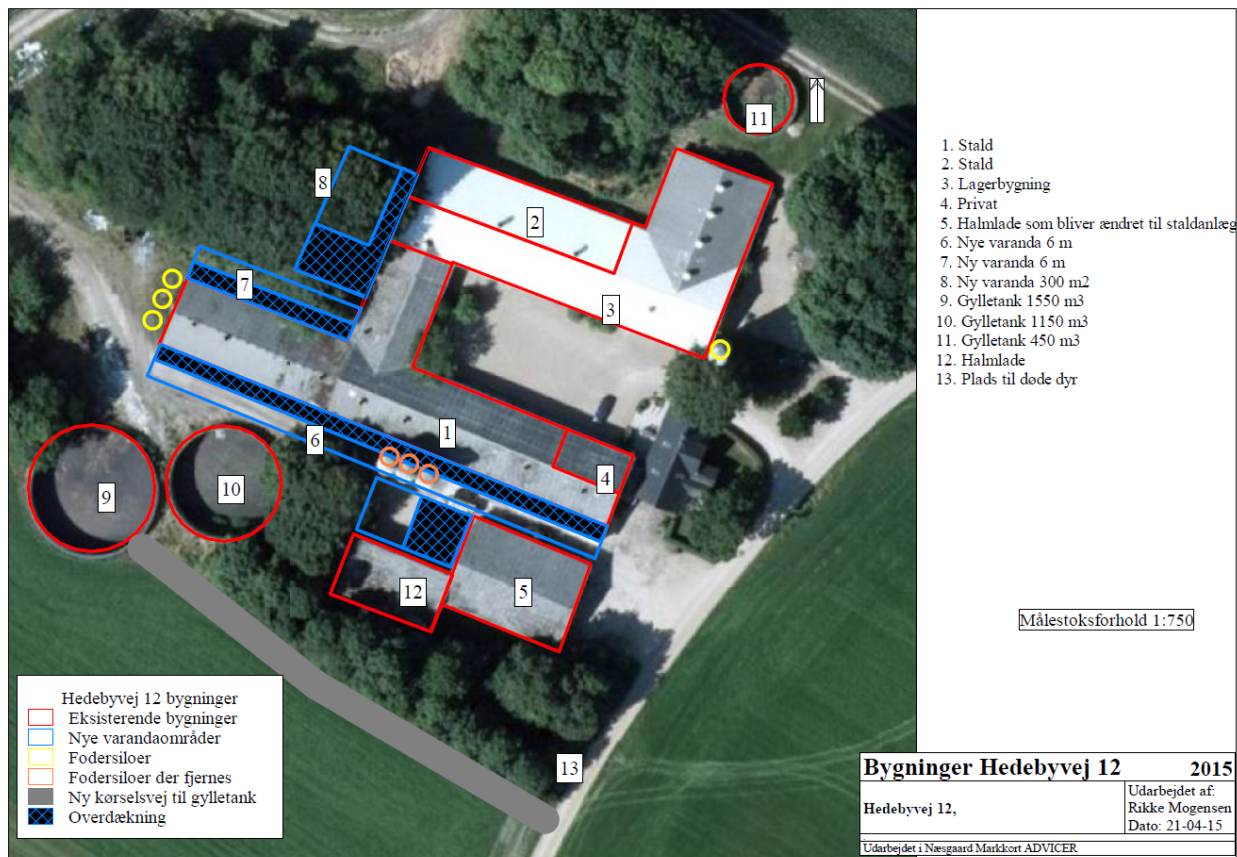 11
8
2
7
3
6
1
4
9
10
12
5
13
1. Stald
2. Stald
3. Lagerbygning
4. Privat
5. Halmlade som bliver ændret til staldanlæg
6. Nye varanda 6 m
7. Ny varanda 6 m
8. Ny varanda 300 m2
9. Gylletank 1550 m3
10. Gylletank 1150 m3
11. Gylletank 450 m3
12. Halmlade
13. Plads til døde dyr
Målestoksforhold 1:750
Hedebyvej 12 bygninger
Eksisterende bygninger
Nye varandaområder
Fodersiloer
Fodersiloer der fjernes
Ny kørselsvej til gylletank
Overdækning
Bygninger Hedebyvej 12 2015
Hedebyvej 12,
Udarbejdet af:
Rikke Mogensen
Dato: 21-04-15
Udarbejdet i Næsgaard Markkort ADVICER